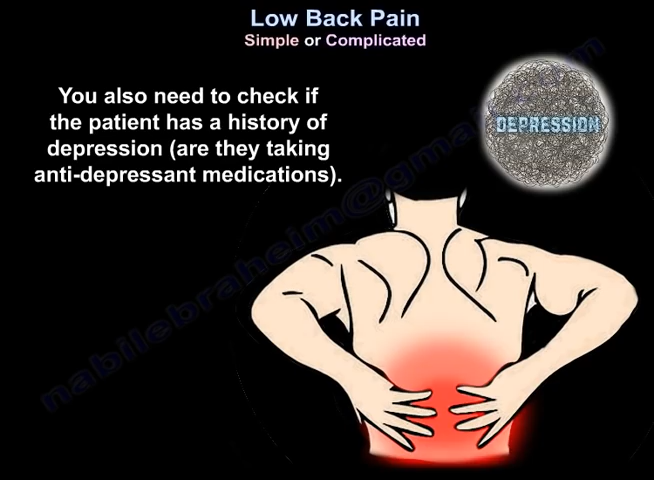 Low Back Pain
Simple or Complicated
You also need to check if
the patient has a history of
depression (are they taking
anti-depressant medications).
DEPRESSION